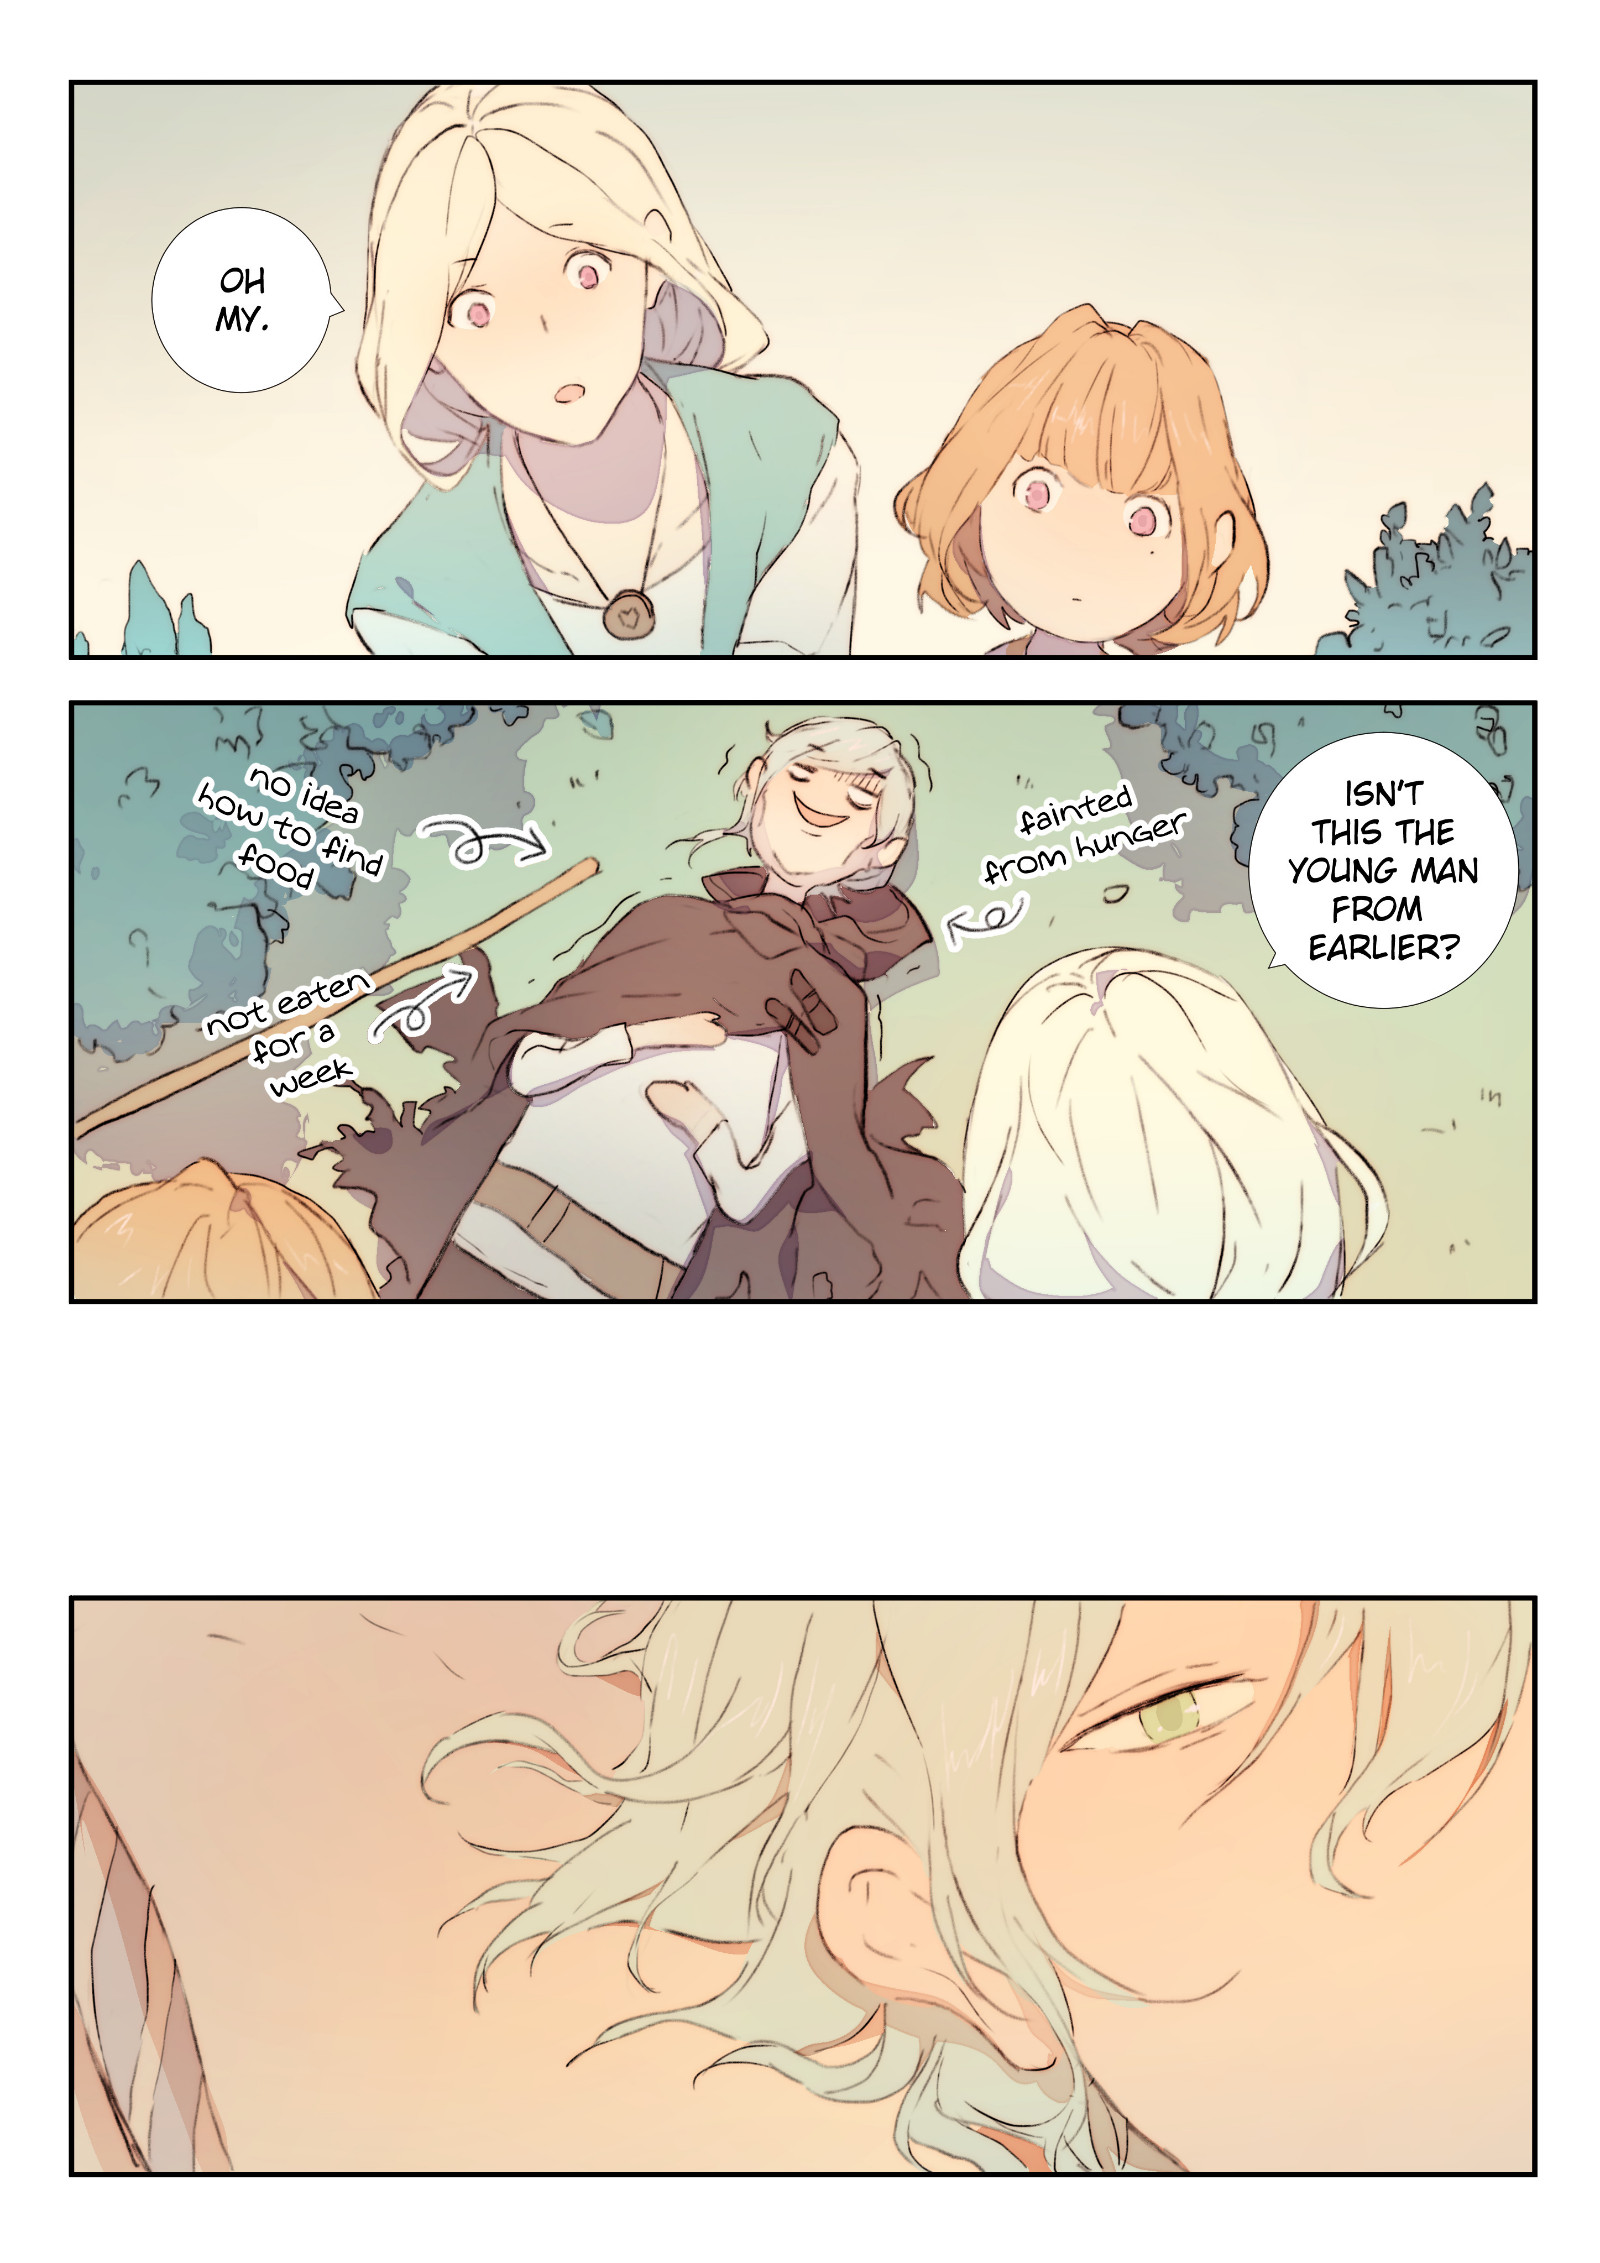 OH
MY.
no idea
how to find
food
fainted
from hunger
ISN'T
THIS THE
YOUNG MAN
FROM
EARLIER?
not eaten
for a
week